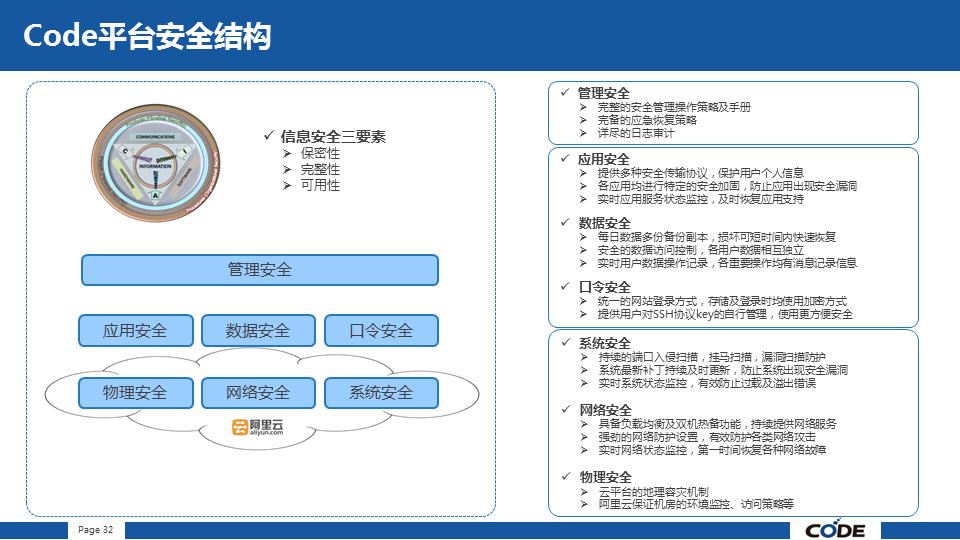 Code平台安全结构
COMMUNICATIONS
C
I
INFORMATION
HARDWARE
SOFTWARE
A
✓ 信息安全三要素
➢ 保密性
➢ 完整性
➢ 可用性
管理安全
应用安全 数据安全 口令安全
物理安全 网络安全 系统安全
阿里云
aliyun.com
✓ 管理安全
➢ 完整的安全管理操作策略及手册
➢ 完备的应急恢复策略
➢ 详尽的日志审计
✓ 应用安全
➢ 提供多种安全传输协议，保护用户个人信息
➢ 各应用均进行特定的安全加固，防止应用出现安全漏洞
➢ 实时应用服务状态监控，及时恢复应用支持
✓ 数据安全
➢ 每日数据多份备份副本，损坏可短时间内快速恢复
➢ 安全的数据访问控制，各用户数据相互独立
➢ 实时用户数据操作记录，各重要操作均有消息记录信息
✓ 口令安全
➢ 统一的网站登录方式，存储及登录时均使用加密方式
➢ 提供用户对SSH协议key的自行管理，使用更方便安全
✓ 系统安全
➢ 持续的端口入侵扫描，挂马扫描，漏洞扫描防护
➢ 系统最新补丁持续及时更新，防止系统出现安全漏洞
➢ 实时系统状态监控，有效防止过载及溢出错误
✓ 网络安全
➢ 具备负载均衡及双机热备功能，持续提供网络服务
➢ 强劲的网络防护设置，有效防护各类网络攻击
➢ 实时网络状态监控，第一时间恢复各种网络故障
✓ 物理安全
➢ 云平台的地理容灾机制
➢ 阿里云保证机房的环境监控、访问策略等
Page 32
CODE